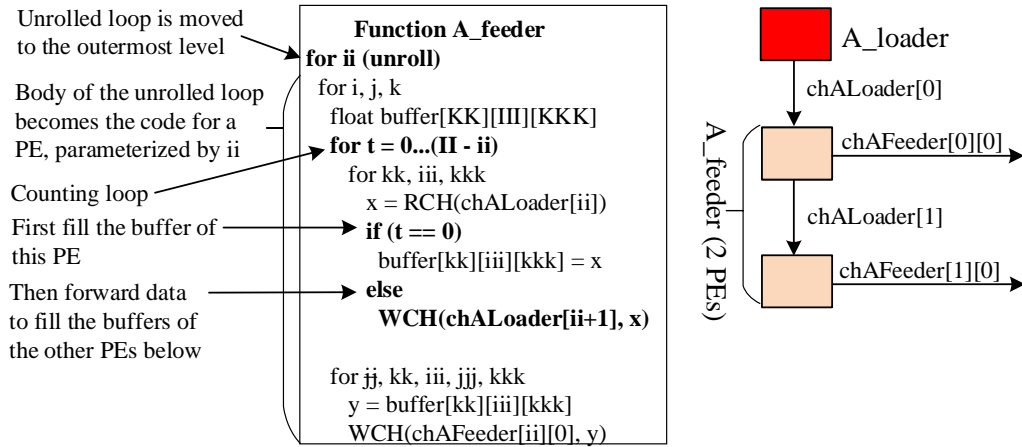 Unrolled loop is moved
to the outermost level
Body of the unrolled loop
becomes the code for a
PE, parameterized by ii
Counting loop
First fill the buffer of
this PE
Then forward data
to fill the buffers of
the other PEs below
Function A_feeder
for ii (unroll)
for i, j, k
float buffer[KK][III][KKK]
for t = 0...(II - ii)
for kk, iii, kkk
x = RCH(chALoader[ii])
if (t == 0)
buffer[kk][iii][kkk] = x
else
WCH(chALoader[ii+1], x)
for jj, kk, iii, jjj, kkk
y = buffer[kk][iii][kkk]
WCH(chAFeeder[ii][0], y)
A_loader
chALoader[0]
A_feeder (2 PEs)
chAFeeder[0][0]
chALoader[1]
chAFeeder[1][0]